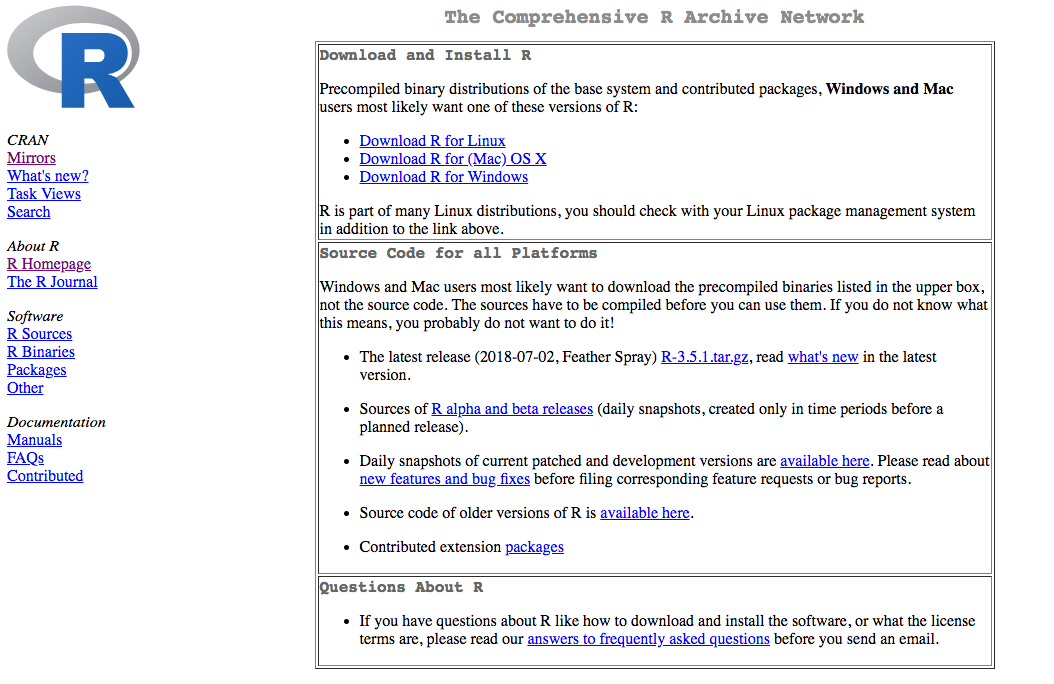 The Comprehensive R Archive Network
R
CRAN
Mirrors
What's new?
Task Views
Search
About R
R Homepage
The R Journal
Software
R Sources
R Binaries
Packages
Other
Documentation
Manuals
FAQs
Contributed
Download and Install R
Precompiled binary distributions of the base system and contributed packages, Windows and Mac
users most likely want one of these versions of R:
• Download R for Linux
• Download R for (Mac) OS X
• Download R for Windows
R is part of many Linux distributions, you should check with your Linux package management system
in addition to the link above.
Source Code for all Platforms
Windows and Mac users most likely want to download the precompiled binaries listed in the upper box,
not the source code. The sources have to be compiled before you can use them. If you do not know what
this means, you probably do not want to do it!
• The latest release (2018-07-02, Feather Spray) R-3.5.1.tar.gz, read what's new in the latest
version.
• Sources of R alpha and beta releases (daily snapshots, created only in time periods before a
planned release).
• Daily snapshots of current patched and development versions are available here. Please read about
new features and bug fixes before filing corresponding feature requests or bug reports.
• Source code of older versions of R is available here.
• Contributed extension packages
Questions About R
• If you have questions about R like how to download and install the software, or what the license
terms are, please read our answers to frequently asked questions before you send an email.